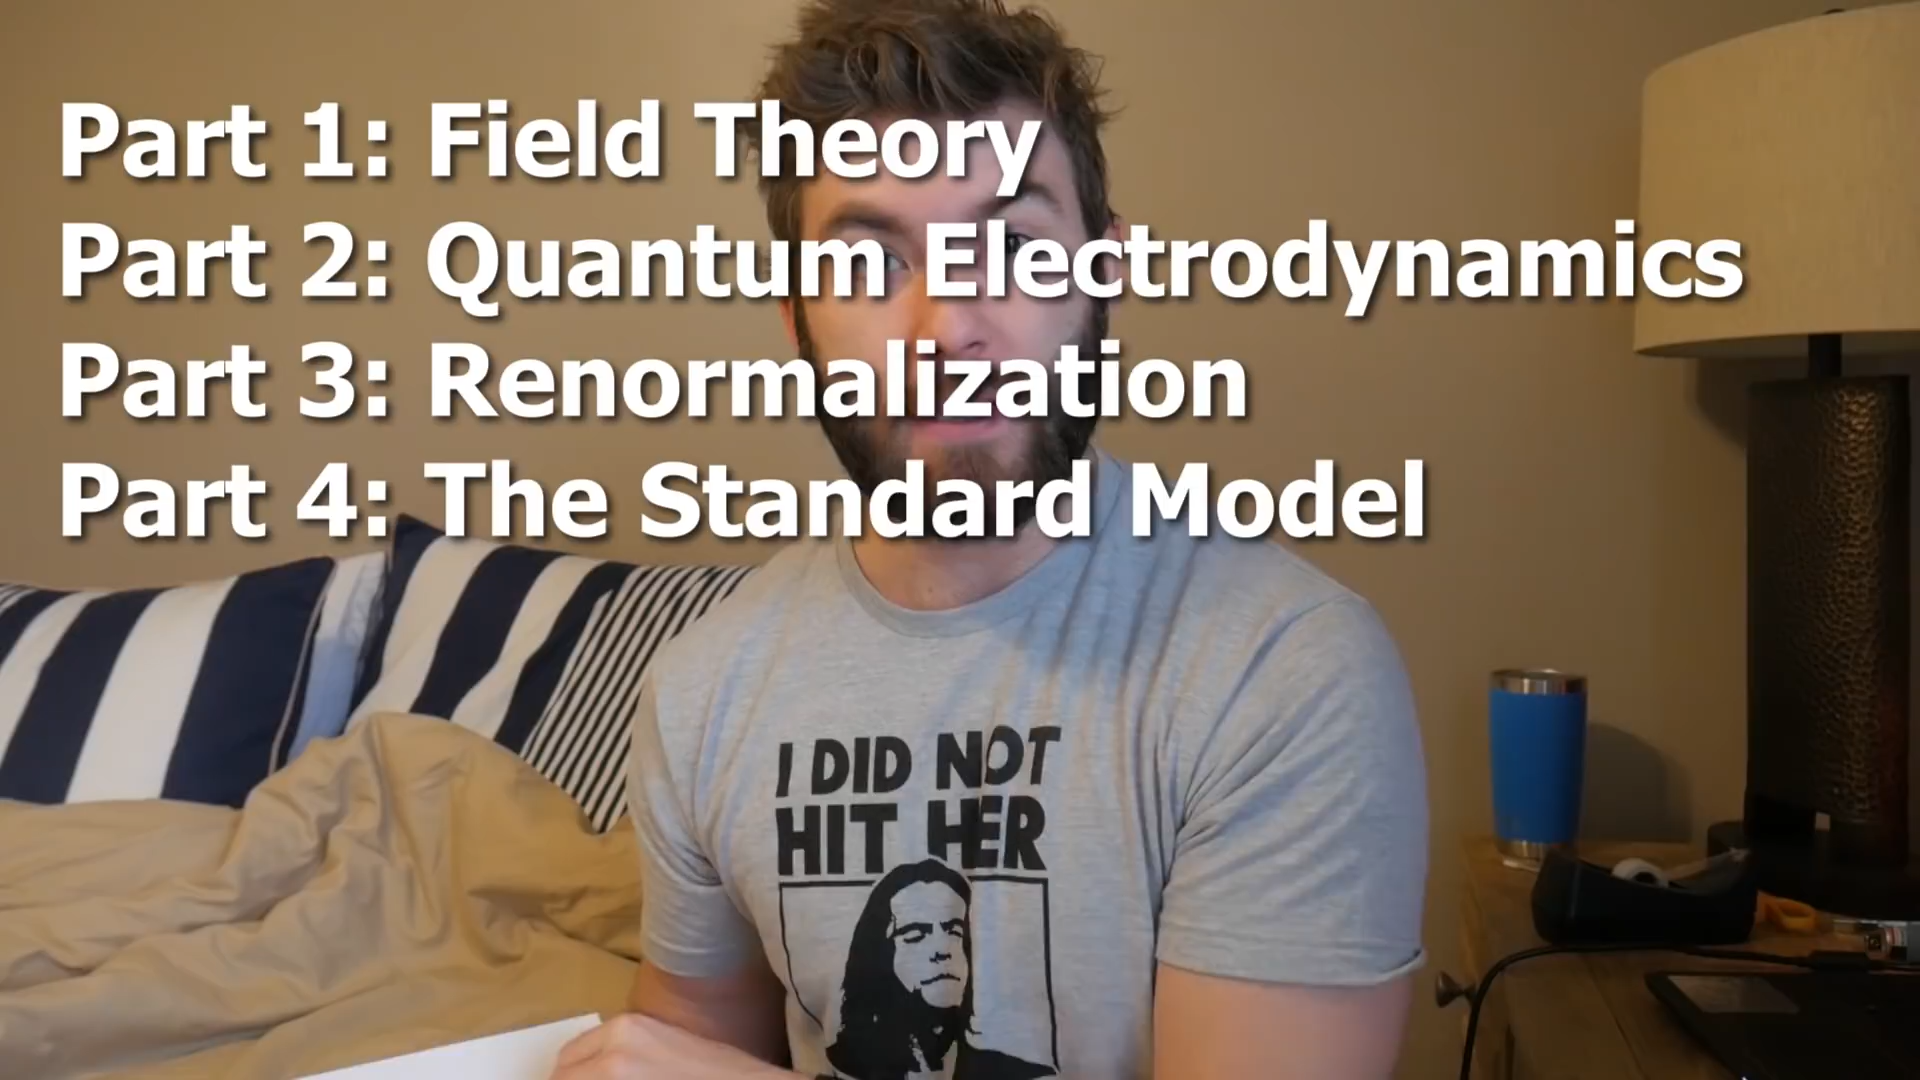 Part 1: Field Theory
Part 2: Quantum Electrodynamics
Part 3: Renormalization
Part 4: The Standard Model
I DID NOT
HIT HER